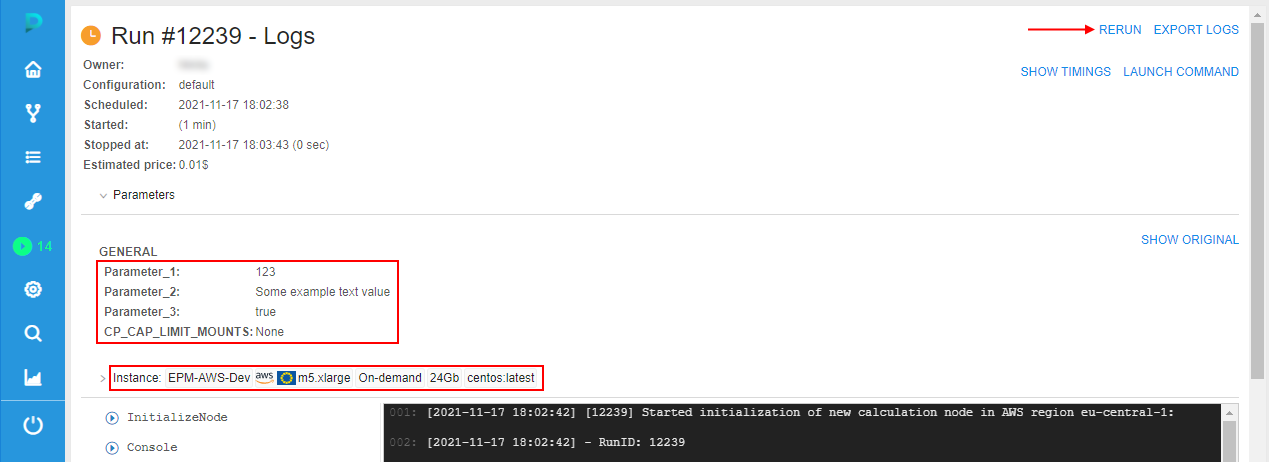 Run #12239 - Logs
RERUN EXPORT LOGS
Owner:
SHOW TIMINGS LAUNCH COMMAND
Configuration: default
Scheduled: 2021-11-17 18:02:38
Started: (1 min)
Stopped at: 2021-11-17 18:03:43 (0 sec)
Estimated price: 0.01$
Parameters
SHOW ORIGINAL
GENERAL
Parameter_1: 123
Parameter_2: Some example text value
Parameter_3: true
CP_CAP_LIMIT_MOUNTS: None
14
Instance: EPM-AWS-Dev aws m5.xlarge On-demand 24Gb centos:latest
InitializeNode
Console
001: [2021-11-17 18:02:42] [12239] Started initialization of new calculation node in AWS region eu-central-1:
002: [2021-11-17 18:02:42] - RunID: 12239